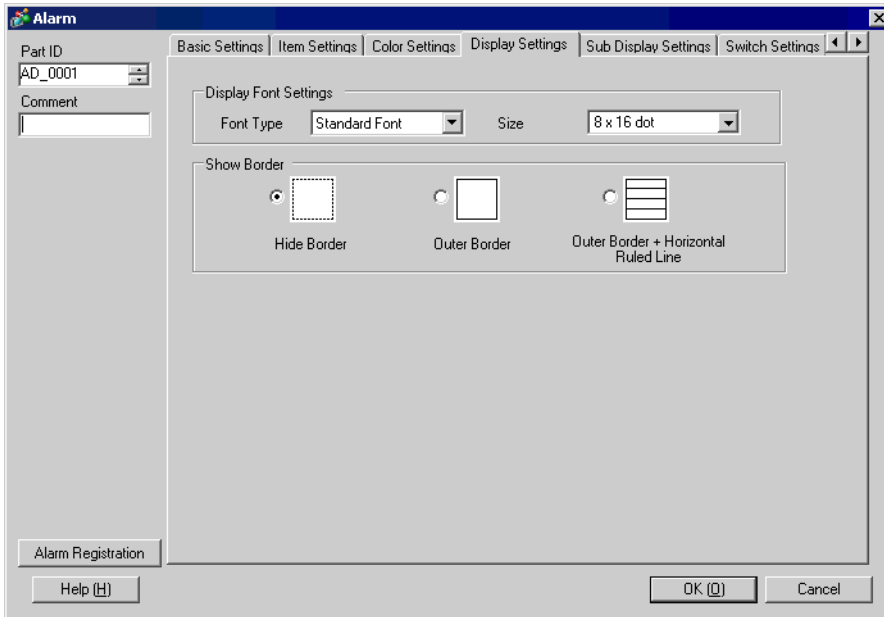 Alarm
Part ID
AD_0001
Comment
Basic Settings
Item Settings
Color Settings
Display Settings
Sub Display Settings
Switch Settings
Display Font Settings
Font Type
Standard Font
Size
8 x 16 dot
Show Border
Hide Border
Outer Border
Outer Border + Horizontal
Ruled Line
Alarm Registration
Help (H)
OK (O)
Cancel